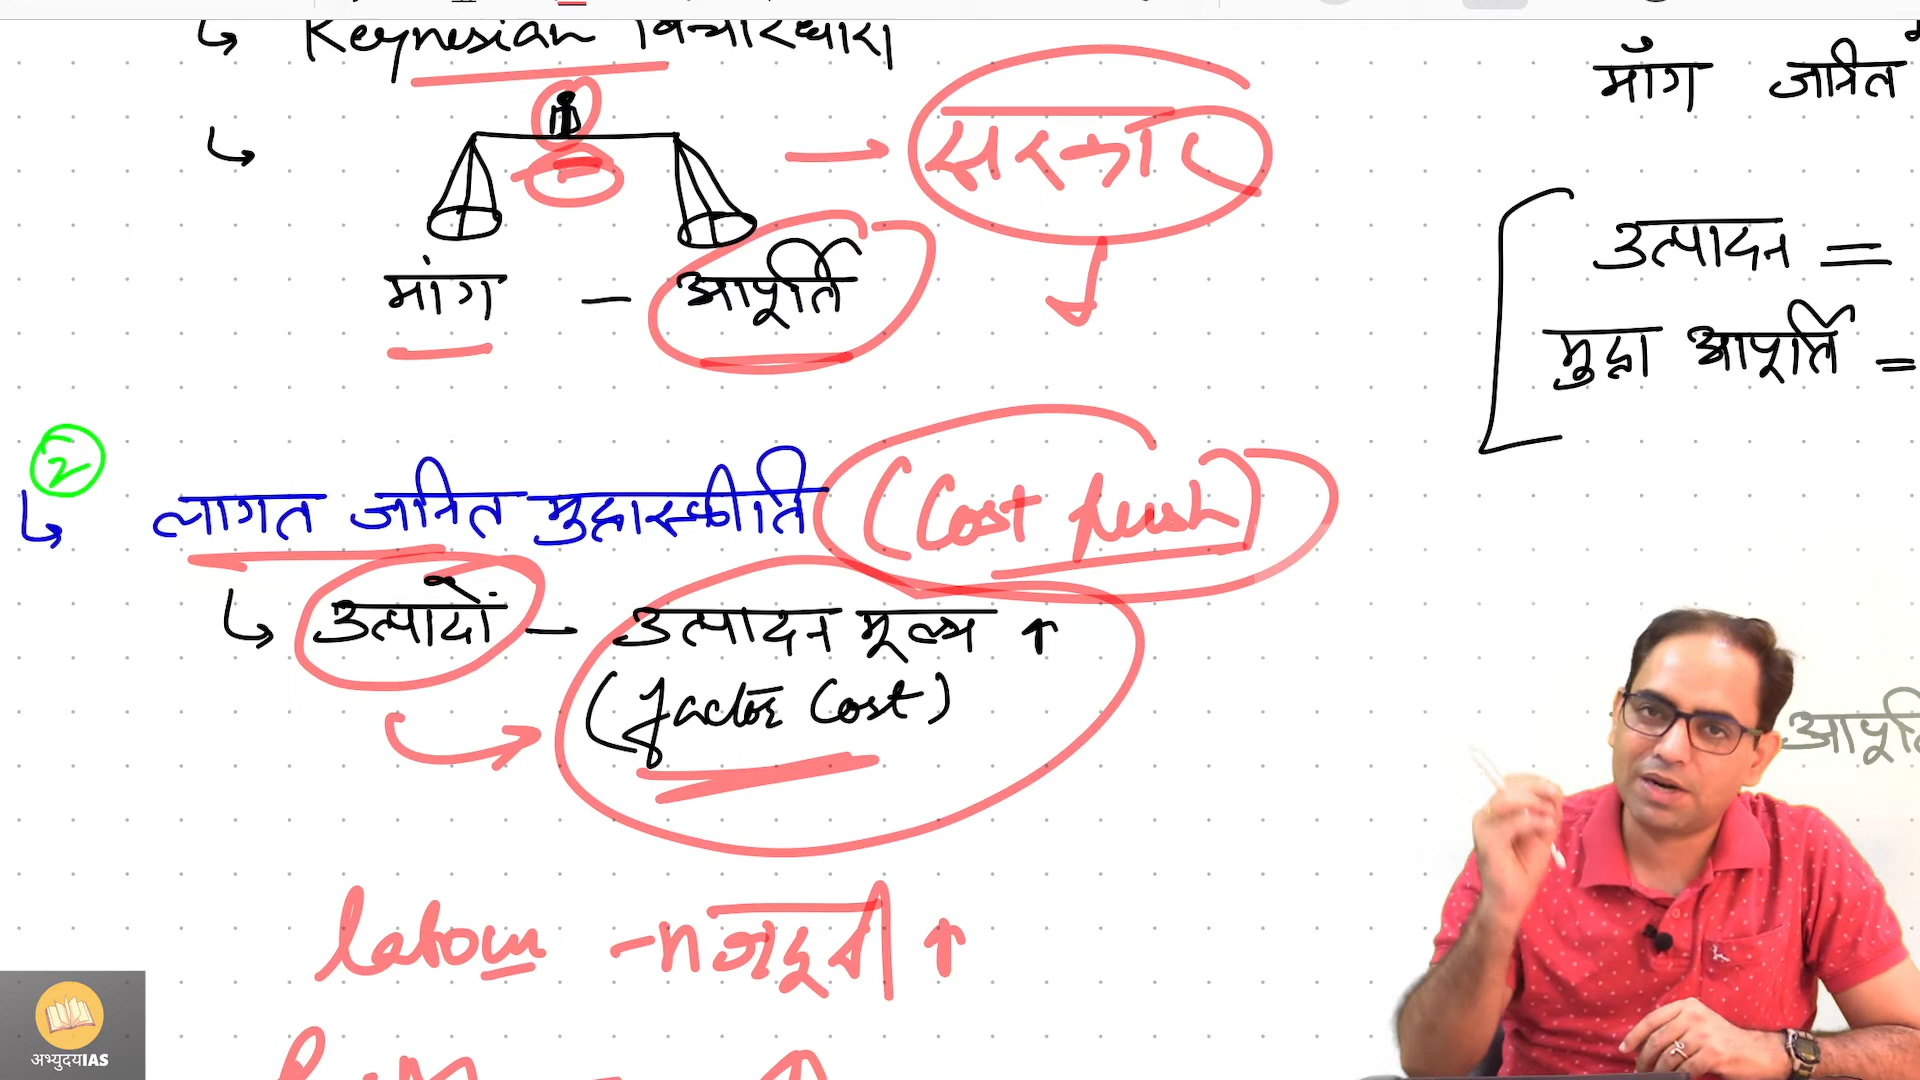 ↳ Keynesian विचारधारा
↳
→ सरकार
मांग – आपूर्ति
②
↳ लागत जनित मुद्रास्फीति (Cost push)
↳ उत्पादों – उत्पादन मूल्य ↑
(factor cost)
labour – मजदूरी ↑
माँग जनित
उत्पादन =
मुद्रा आपूर्ति =
अभ्युदयIAS